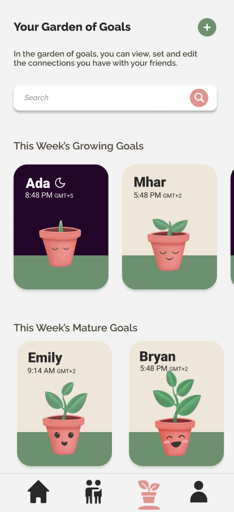 Your Garden of Goals
In the garden of goals, you can view, set and edit
the connections you have with your friends.
Search
This Week's Growing Goals
Ada
8:48 PM GMT+5
Mhar
5:48 PM GMT+2
This Week's Mature Goals
Emily
9:14 AM GMT+2
Bryan
5:48 PM GMT+2